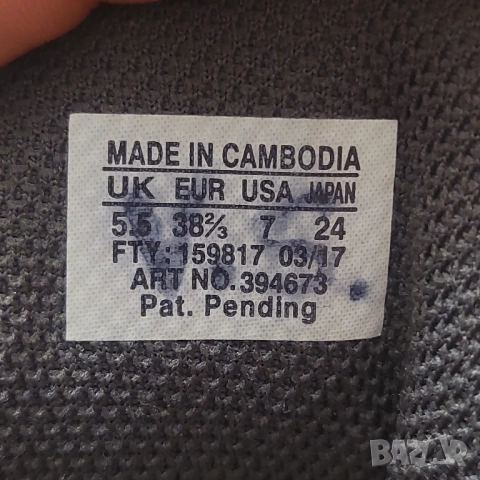 MADE IN CAMBODIA
UK EUR USA JAPAN
5.5 38⅔ 7 24
FTY: 159817 03/17
ART NO. 394673
Pat. Pending